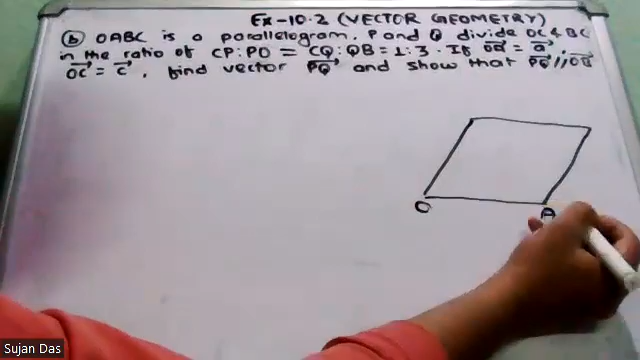 Ex-10.2 (VECTOR GEOMETRY)
(b) OABC is a parallelogram. P and Q divide OC & BC
in the ratio of CP:PO = CQ:QB = 1:3. If OA = a,
OC = c, find vector PQ and show that PQ // OB
O
A
Sujan Das